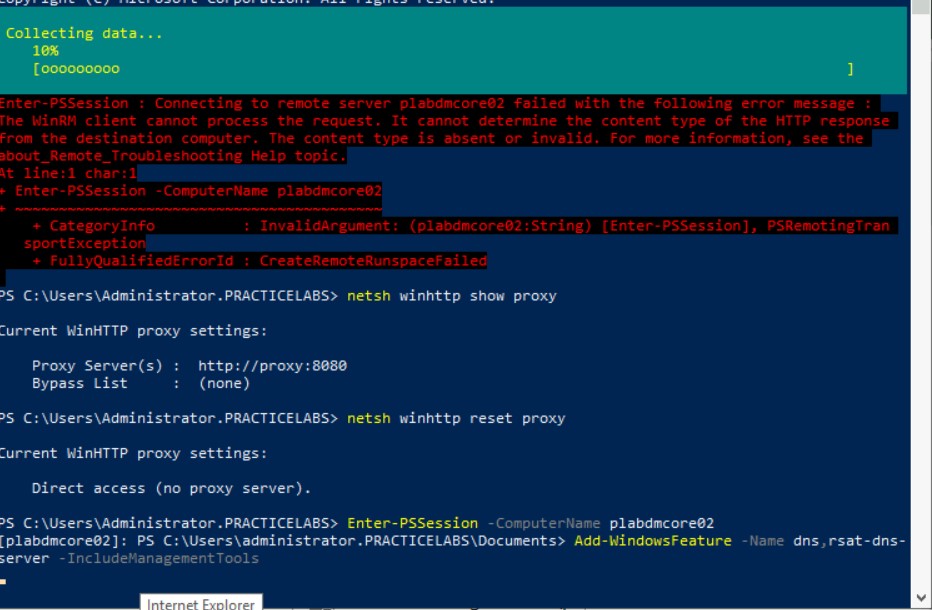 Copyright (C) Microsoft Corporation. All rights reserved.
Collecting data...
10%
[ooooooooo ]
Enter-PSSession : Connecting to remote server plabdmcore02 failed with the following error message :
The WinRM client cannot process the request. It cannot determine the content type of the HTTP response
from the destination computer. The content type is absent or invalid. For more information, see the
about_Remote_Troubleshooting Help topic.
At line:1 char:1
+ Enter-PSSession -ComputerName plabdmcore02
+ ~~~~~~~~~~~~~~~~~~~~~~~~~~~~~~~~~~~~~~~~~~
+ CategoryInfo : InvalidArgument: (plabdmcore02:String) [Enter-PSSession], PSRemotingTran
sportException
+ FullyQualifiedErrorId : CreateRemoteRunspaceFailed
PS C:\Users\Administrator.PRACTICELABS> netsh winhttp show proxy
Current WinHTTP proxy settings:
Proxy Server(s) : http://proxy:8080
Bypass List : (none)
PS C:\Users\Administrator.PRACTICELABS> netsh winhttp reset proxy
Current WinHTTP proxy settings:
Direct access (no proxy server).
PS C:\Users\Administrator.PRACTICELABS> Enter-PSSession -ComputerName plabdmcore02
[plabdmcore02]: PS C:\Users\administrator.PRACTICELABS\Documents> Add-WindowsFeature -Name dns,rsat-dns-
server -IncludeManagementTools
Internet Explorer